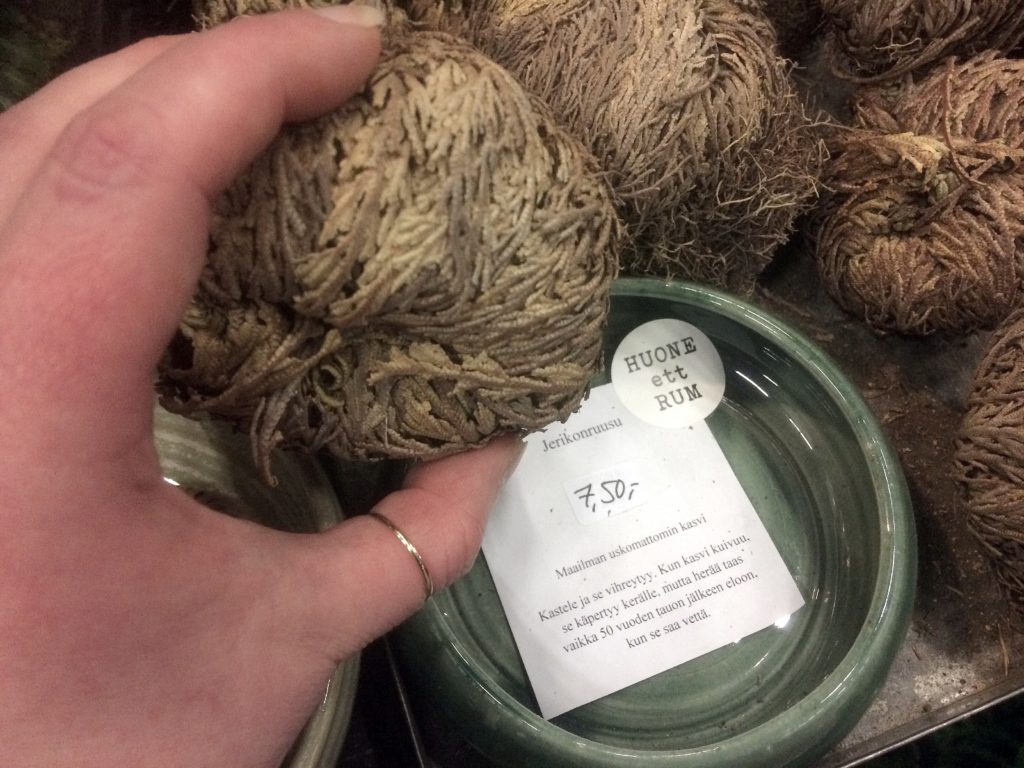 HUONE
ett
RUM
Jerikonruusu
7,50,-
Maailman uskomattomin kasvi
Kastele ja se vihreytyy. Kun kasvi kuivuu,
se käpertyy kerälle, mutta herää taas
vaikka 50 vuoden tauon jälkeen eloon,
kun se saa vettä.